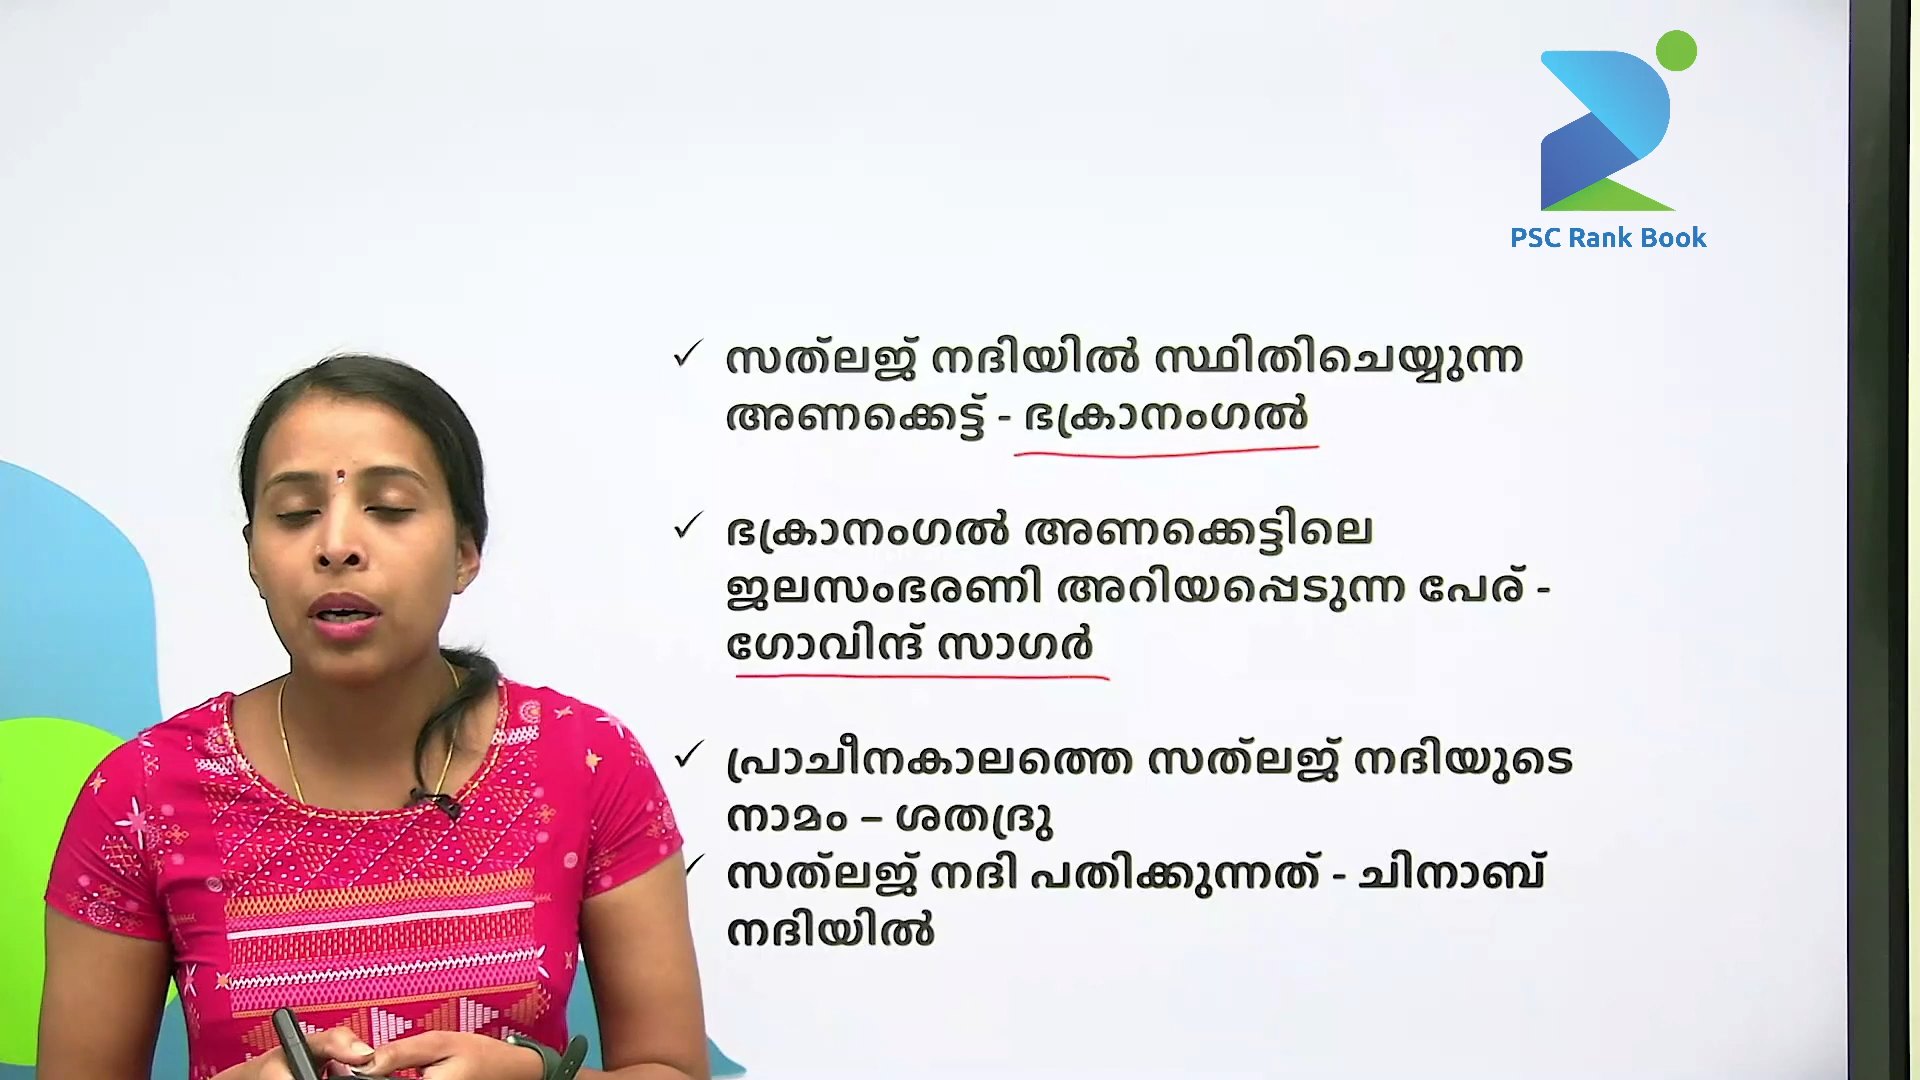 PSC Rank Book
✓ സത്‌ലജ് നദിയിൽ സ്ഥിതിചെയ്യുന്ന
അണക്കെട്ട് - ഭക്രാനംഗൽ
✓ ഭക്രാനംഗൽ അണക്കെട്ടിലെ
ജലസംഭരണി അറിയപ്പെടുന്ന പേര് -
ഗോവിന്ദ് സാഗർ
✓ പ്രാചീനകാലത്തെ സത്‌ലജ് നദിയുടെ
നാമം – ശതദ്രു
✓ സത്‌ലജ് നദി പതിക്കുന്നത് - ചിനാബ്
നദിയിൽ